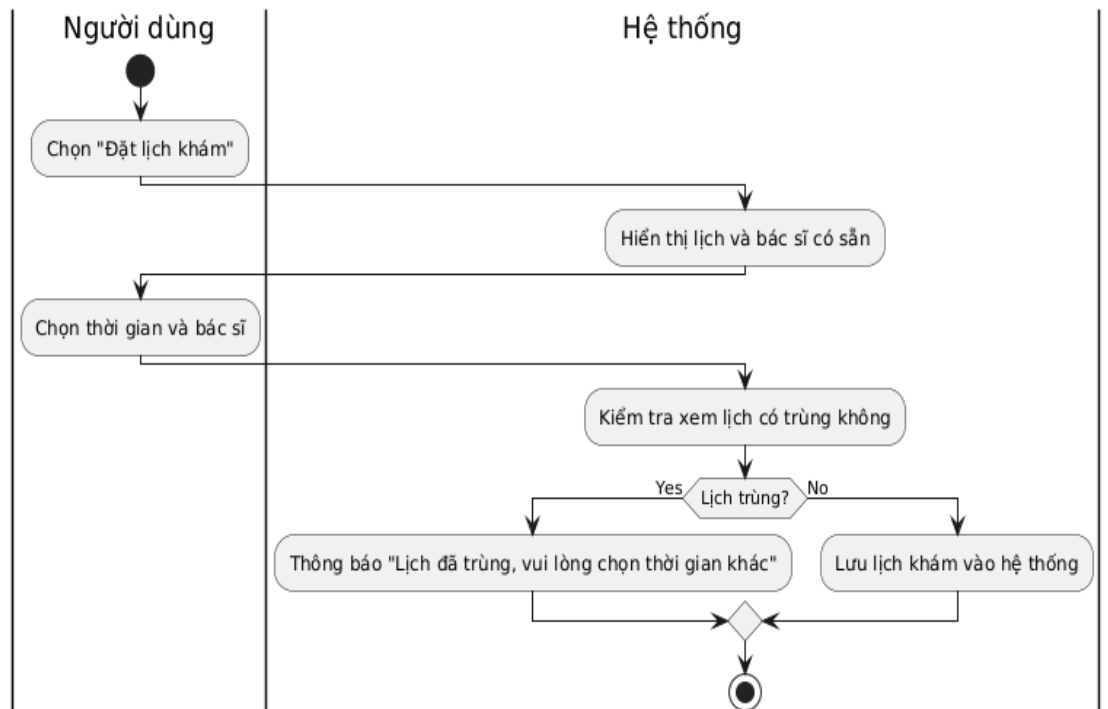 Người dùng
Hệ thống
Chọn "Đặt lịch khám"
Hiển thị lịch và bác sĩ có sẵn
Chọn thời gian và bác sĩ
Kiểm tra xem lịch có trùng không
Yes
Lịch trùng?
No
Thông báo "Lịch đã trùng, vui lòng chọn thời gian khác"
Lưu lịch khám vào hệ thống